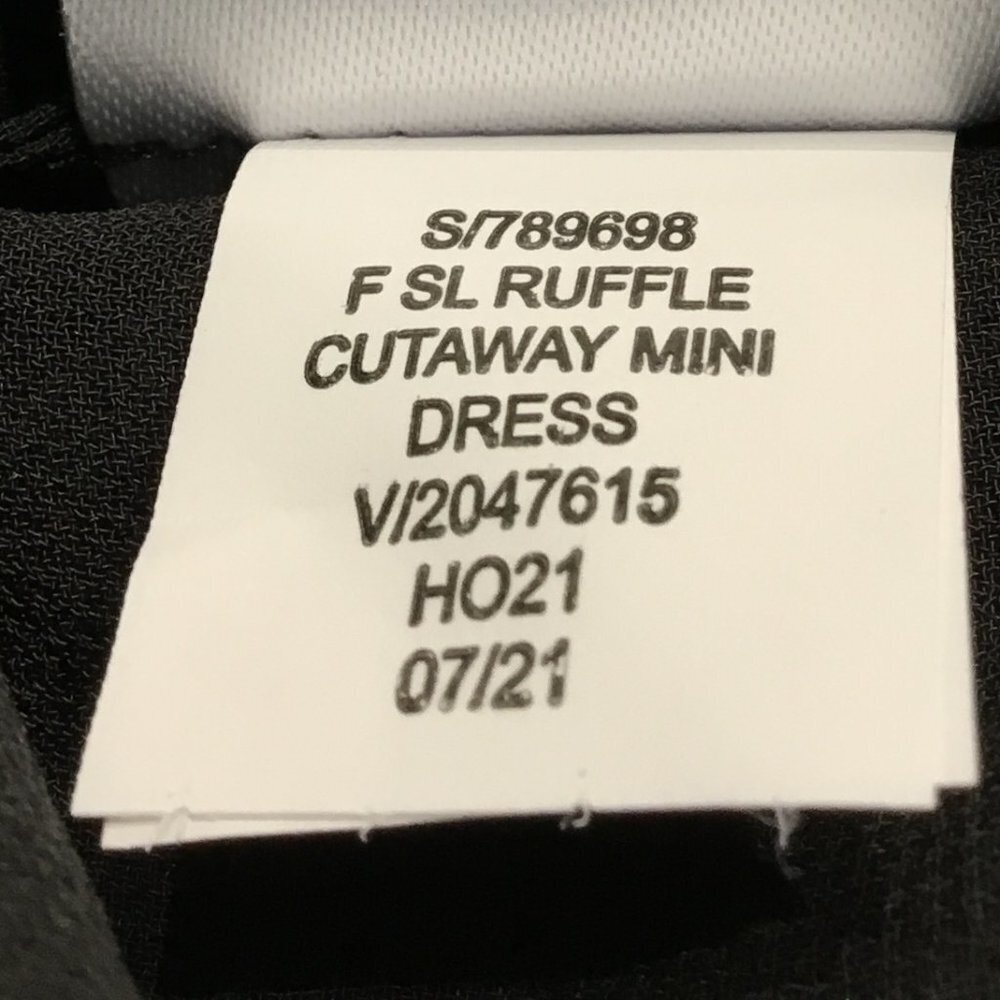 S/789698
F SL RUFFLE
CUTAWAY MINI
DRESS
V/2047615
HO21
07/21